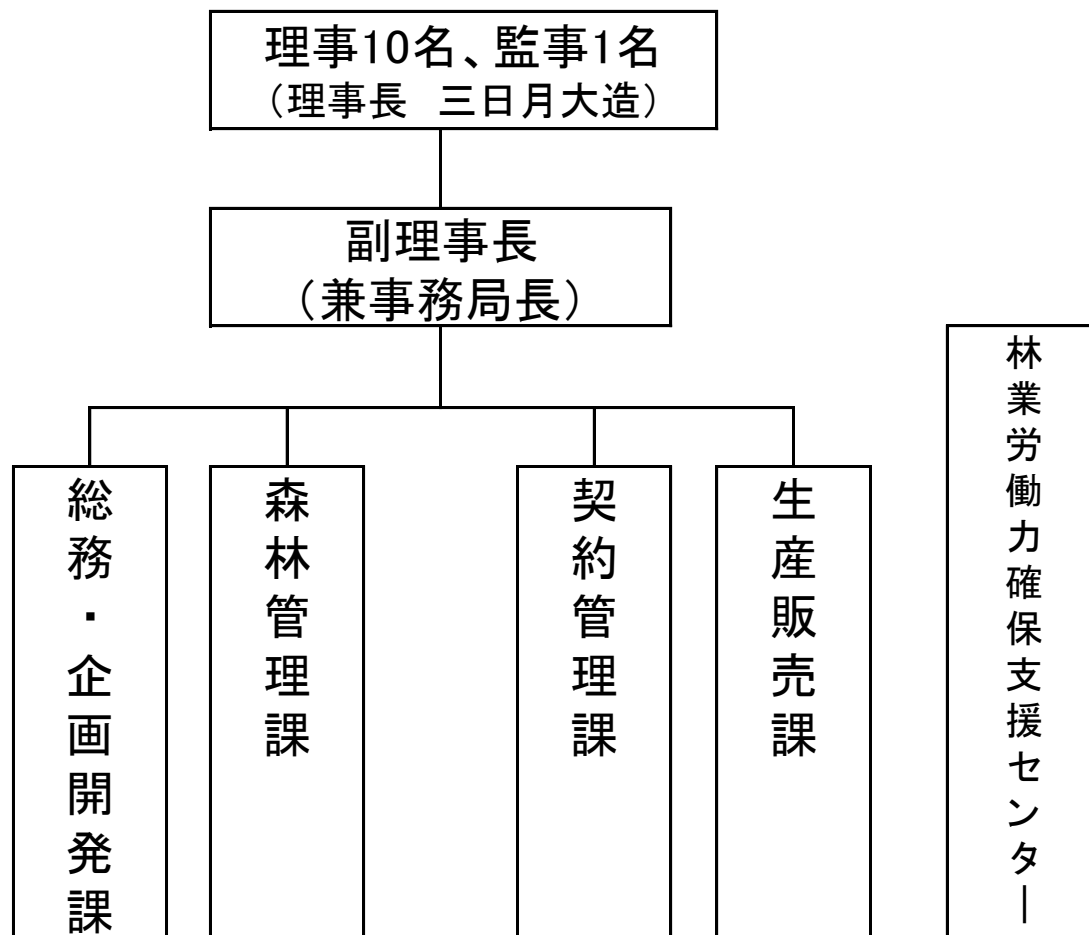 理事10名、監事1名
（理事長　三日月大造）
副理事長
（兼事務局長）
総務・企画開発課
森林管理課
契約管理課
生産販売課
林業労働力確保支援センター